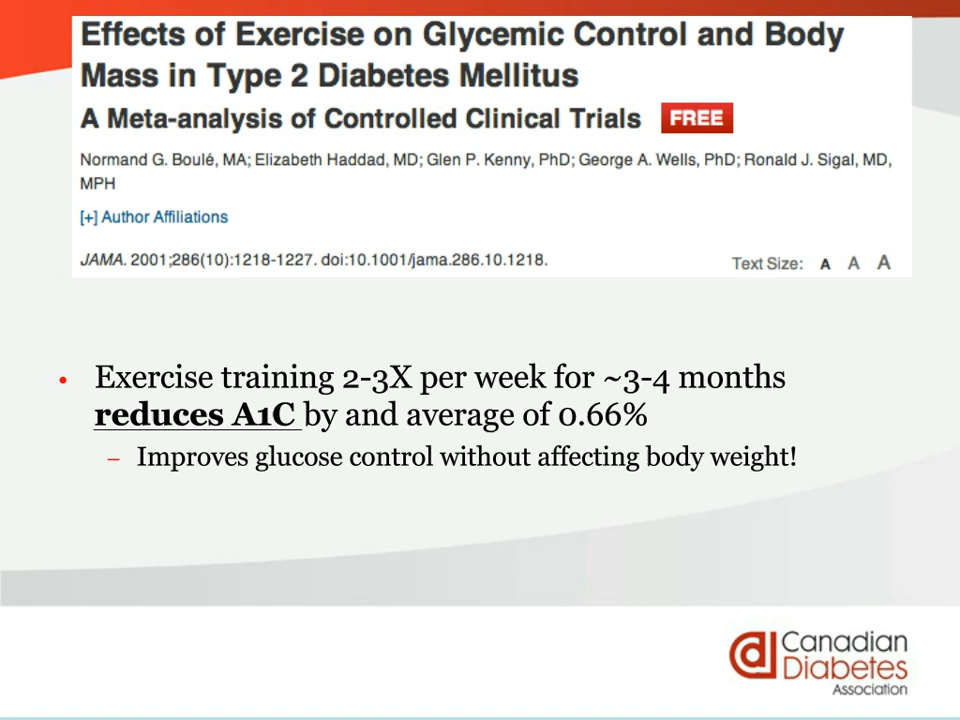 Effects of Exercise on Glycemic Control and Body
Mass in Type 2 Diabetes Mellitus
A Meta-analysis of Controlled Clinical Trials FREE
Normand G. Boulé, MA; Elizabeth Haddad, MD; Glen P. Kenny, PhD; George A. Wells, PhD; Ronald J. Sigal, MD,
MPH
[+] Author Affiliations
JAMA. 2001;286(10):1218-1227. doi:10.1001/jama.286.10.1218.
Text Size: A A A
• Exercise training 2-3X per week for ~3-4 months
reduces A1C by and average of 0.66%
– Improves glucose control without affecting body weight!
Canadian
Diabetes
Association